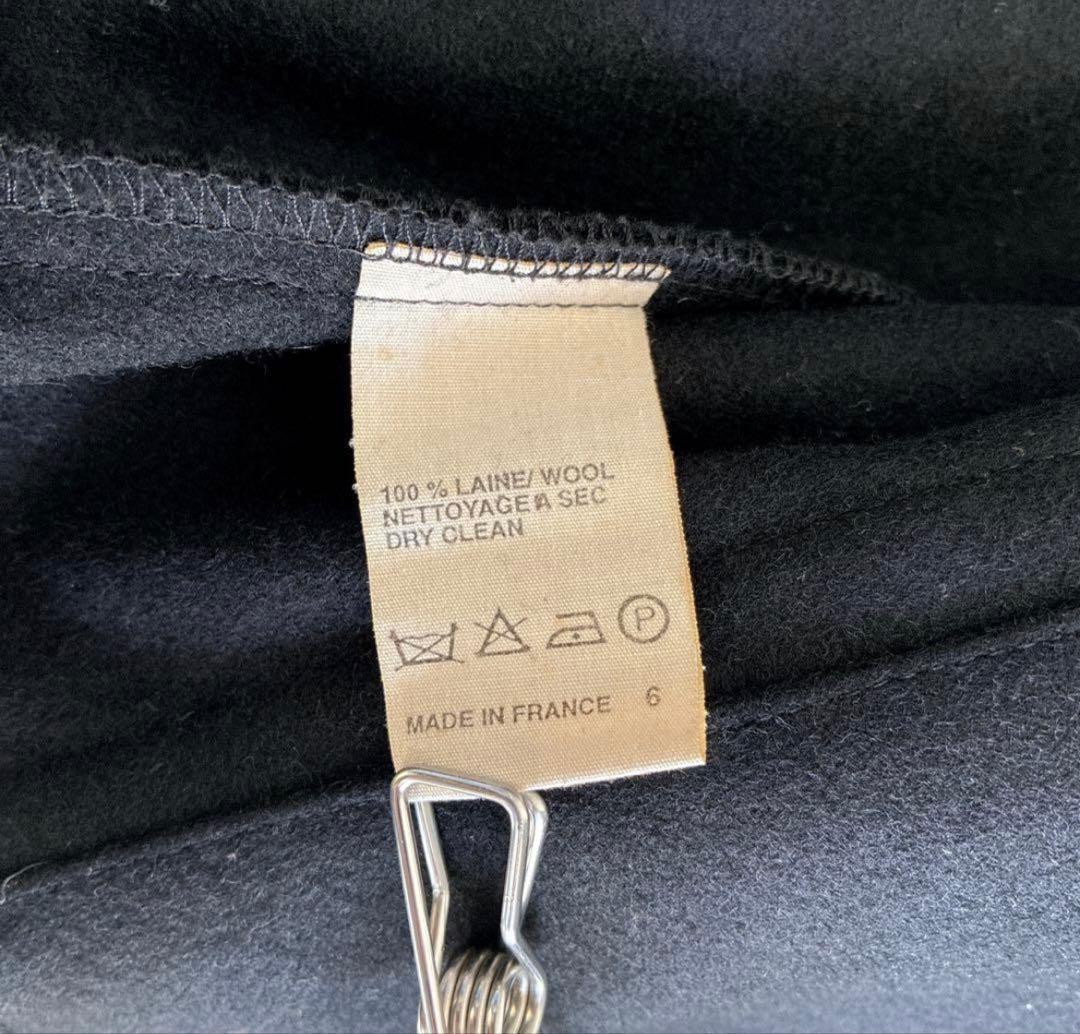 100 % LAINE/ WOOL
NETTOYAGE A SEC
DRY CLEAN
P
MADE IN FRANCE 6